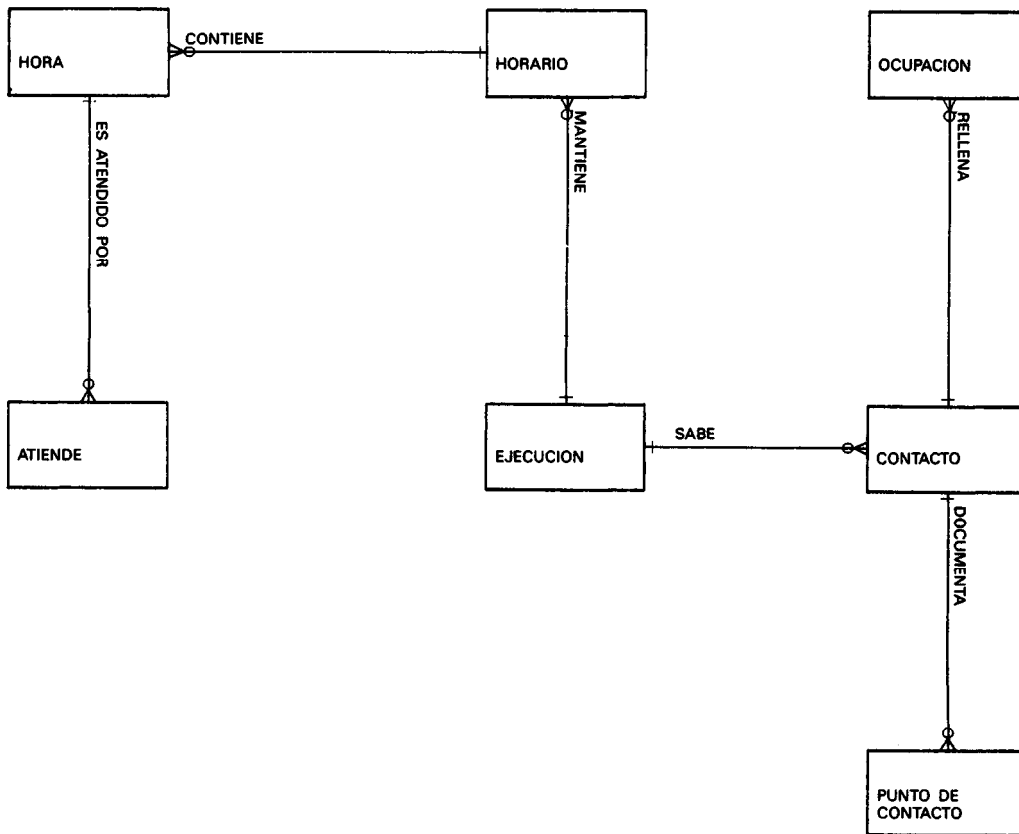 CONTIENE
HORA
HORARIO
OCUPACION
MANTIENE
RELLENA
ES ATENDIDO POR
SABE
ATIENDE
EJECUCION
CONTACTO
DOCUMENTA
PUNTO DE
CONTACTO